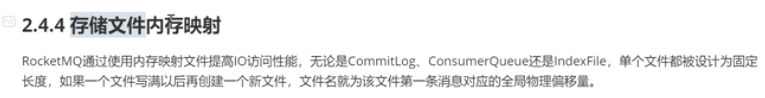 2.4.4 存储文件内存映射
RocketMQ通过使用内存映射文件提高IO访问性能，无论是CommitLog、ConsumerQueue还是IndexFile，单个文件都被设计为固定
长度，如果一个文件写满以后再创建一个新文件，文件名就为该文件第一条消息对应的全局物理偏移量。